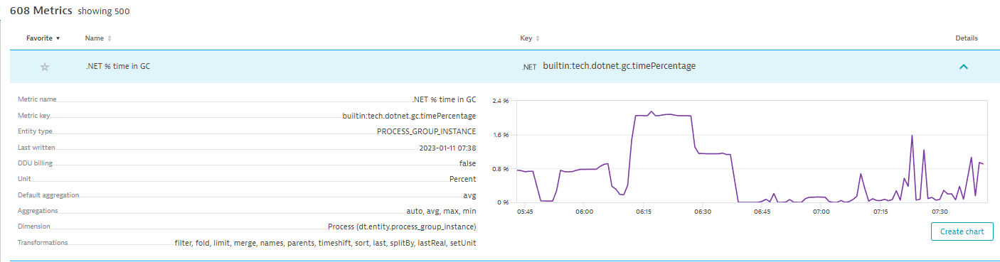 608 Metrics showing 500
Favorite Name Key Details
.NET % time in GC .NET builtin:tech.dotnet.gc.timePercentage
Metric name .NET % time in GC
Metric key builtin:tech.dotnet.gc.timePercentage
Entity type PROCESS_GROUP_INSTANCE
Last written 2023-01-11 07:38
DDU billing false
Unit Percent
Default aggregation avg
Aggregations auto, avg, max, min
Dimension Process (dt.entity.process_group_instance)
Transformations filter, fold, limit, merge, names, parents, timeshift, sort, last, splitBy, lastReal, setUnit
2.4 %
1.6 %
0.8 %
0 %
05:45 06:00 06:15 06:30 06:45 07:00 07:15 07:30
Create chart